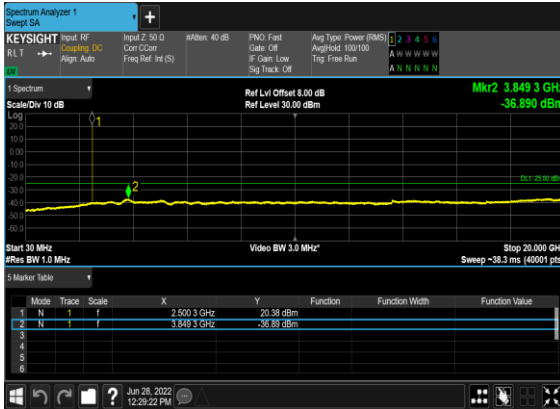 Spectrum Analyzer 1
Swept SA
KEYSIGHT Input: RF Input Z: 50 Ω #Atten: 40 dB PNO: Fast Avg Type: Power (RMS) 1 2 3 4 5 6
RLT Coupling: DC Corr CCorr Gate: Off Avg|Hold: 100/100 A W W W W W
Align: Auto Freq Ref: Int (S) IF Gain: Low Trig: Free Run
Sig Track: Off A N N N N N
1 Spectrum Mkr2 3.849 3 GHz
Scale/Div 10 dB Ref Lvl Offset 8.00 dB -36.890 dBm
Log Ref Level 30.00 dBm
1
20.0
10.0
0.00
-10.0
-20.0
DL1 -25.00 dBm
-30.0
2
-40.0
-50.0
-60.0
Start 30 MHz Video BW 3.0 MHz* Stop 20.000 GHz
#Res BW 1.0 MHz Sweep ~38.3 ms (40001 pts)
5 Marker Table
Mode Trace Scale X Y Function Function Width Function Value
1 N 1 f 2.500 3 GHz 20.38 dBm
2 N 1 f 3.849 3 GHz -36.89 dBm
3
4
5
6
? Jun 28, 2022
12:29:22 PM